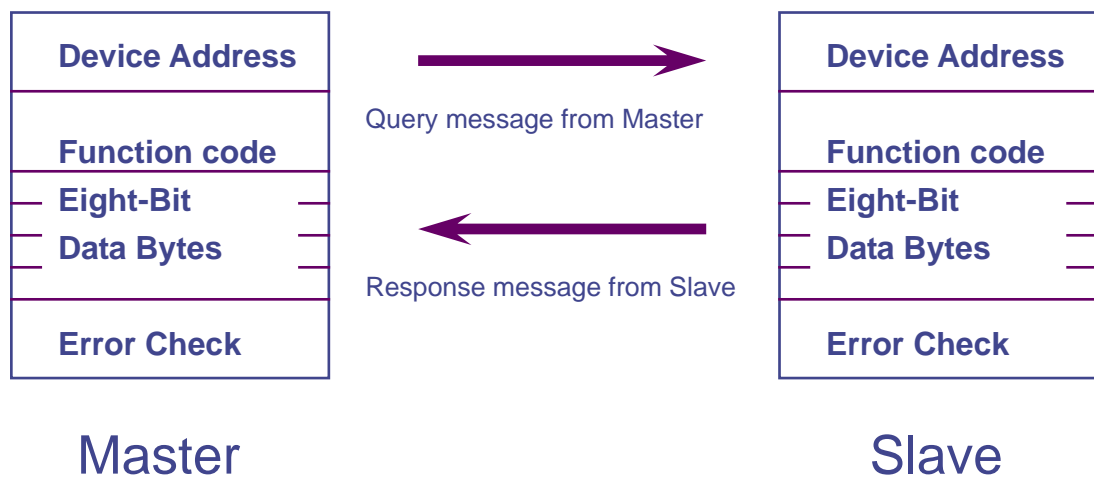 Device Address
Function code
Eight-Bit
Data Bytes
Error Check
Master
Query message from Master
Response message from Slave
Device Address
Function code
Eight-Bit
Data Bytes
Error Check
Slave